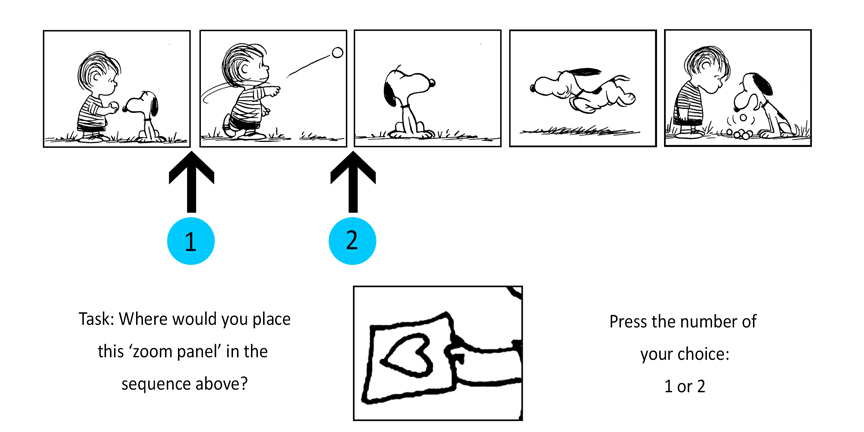 1
2
Task: Where would you place
this ‘zoom panel’ in the
sequence above?
Press the number of
your choice:
1 or 2